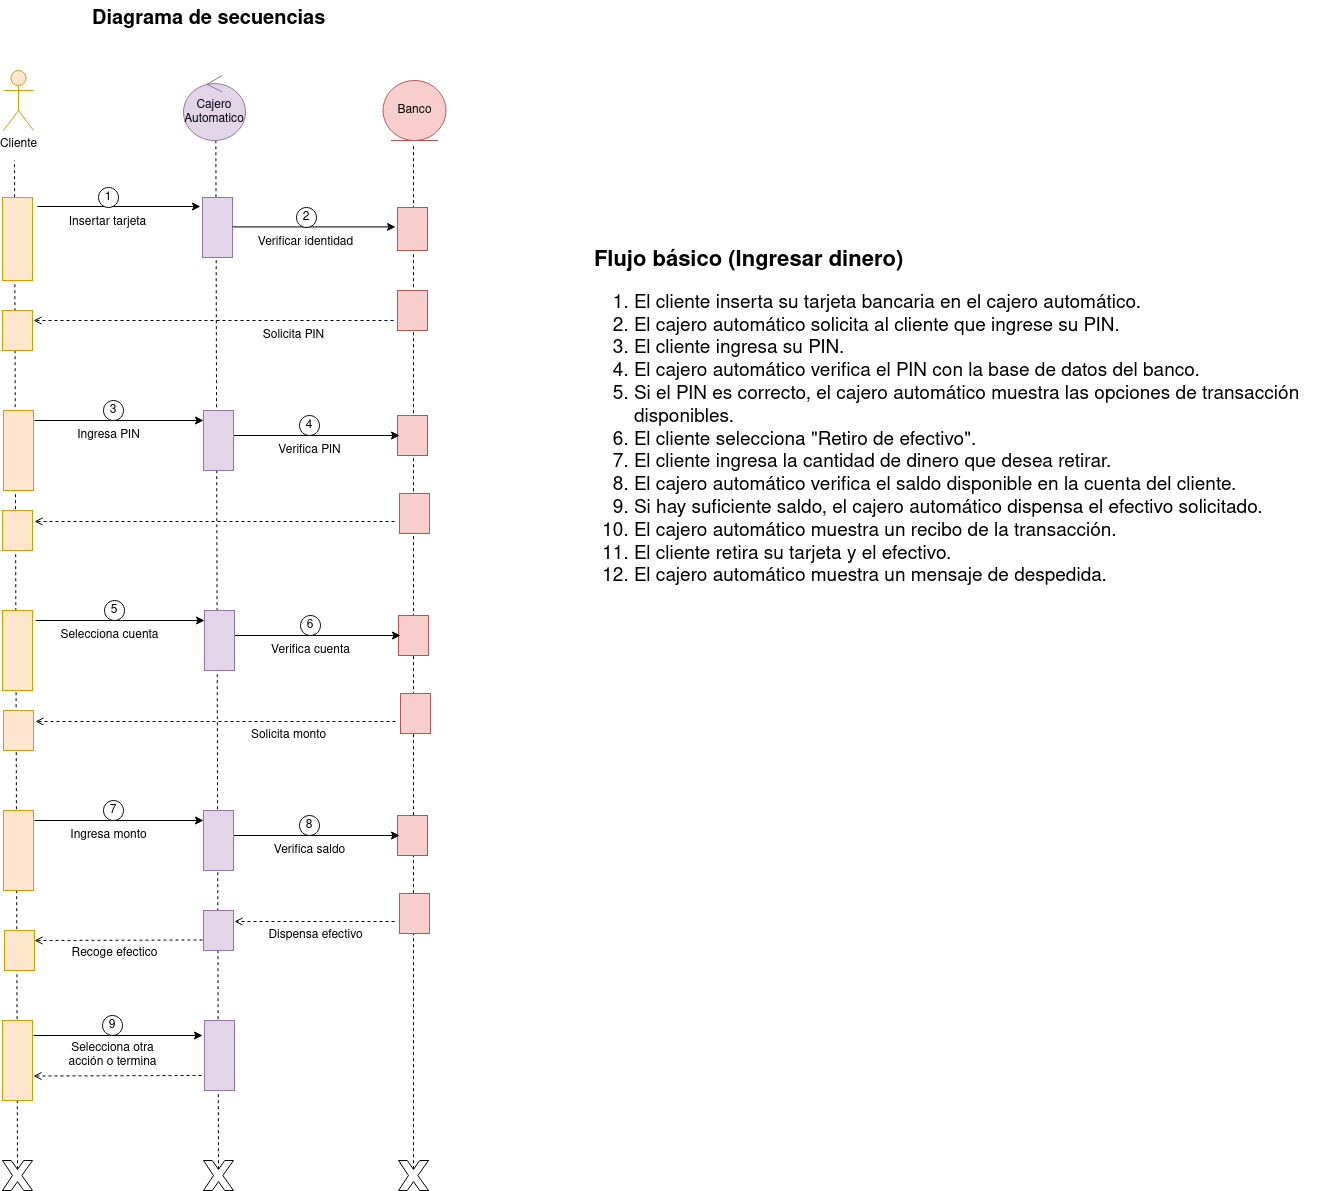 Diagrama de secuencias
Cliente
Cajero
Automatico
Banco
1
Insertar tarjeta
2
Verificar identidad
Solicita PIN
3
Ingresa PIN
4
Verifica PIN
5
Selecciona cuenta
6
Verifica cuenta
Solicita monto
7
Ingresa monto
8
Verifica saldo
Dispensa efectivo
Recoge efectico
9
Selecciona otra
acción o termina
Flujo básico (Ingresar dinero)
1. El cliente inserta su tarjeta bancaria en el cajero automático.
2. El cajero automático solicita al cliente que ingrese su PIN.
3. El cliente ingresa su PIN.
4. El cajero automático verifica el PIN con la base de datos del banco.
5. Si el PIN es correcto, el cajero automático muestra las opciones de transacción
disponibles.
6. El cliente selecciona "Retiro de efectivo".
7. El cliente ingresa la cantidad de dinero que desea retirar.
8. El cajero automático verifica el saldo disponible en la cuenta del cliente.
9. Si hay suficiente saldo, el cajero automático dispensa el efectivo solicitado.
10. El cajero automático muestra un recibo de la transacción.
11. El cliente retira su tarjeta y el efectivo.
12. El cajero automático muestra un mensaje de despedida.